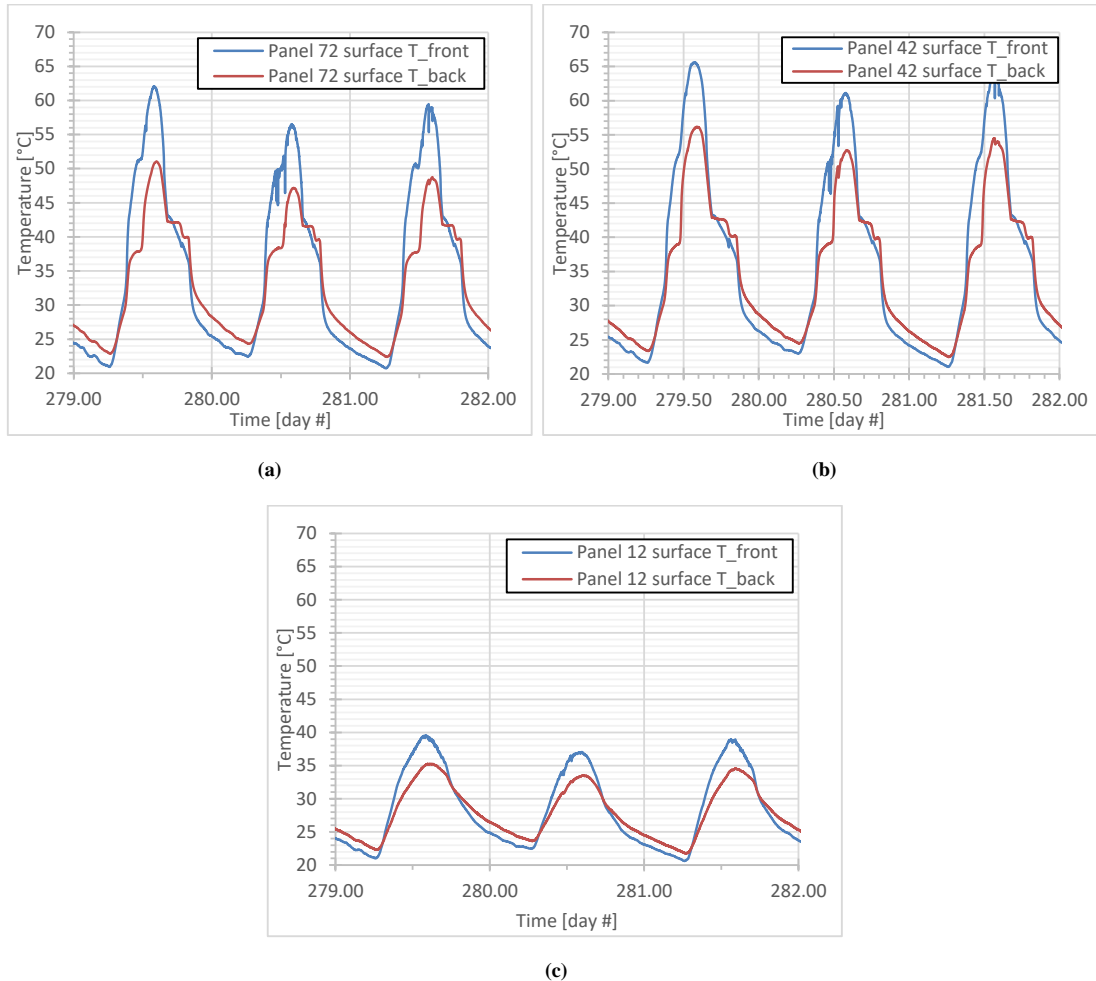 70
65
60
55
50
45
40
35
30
25
20
Temperature [°C]
Panel 72 surface T_front
Panel 72 surface T_back
279.00 280.00 281.00 282.00
Time [day #]
(a)
70
65
60
55
50
45
40
35
30
25
20
Temperature [°C]
Panel 42 surface T_front
Panel 42 surface T_back
279.00 279.50 280.00 280.50 281.00 281.50 282.00
Time [day #]
(b)
70
65
60
55
50
45
40
35
30
25
20
Temperature [°C]
Panel 12 surface T_front
Panel 12 surface T_back
279.00 280.00 281.00 282.00
Time [day #]
(c)